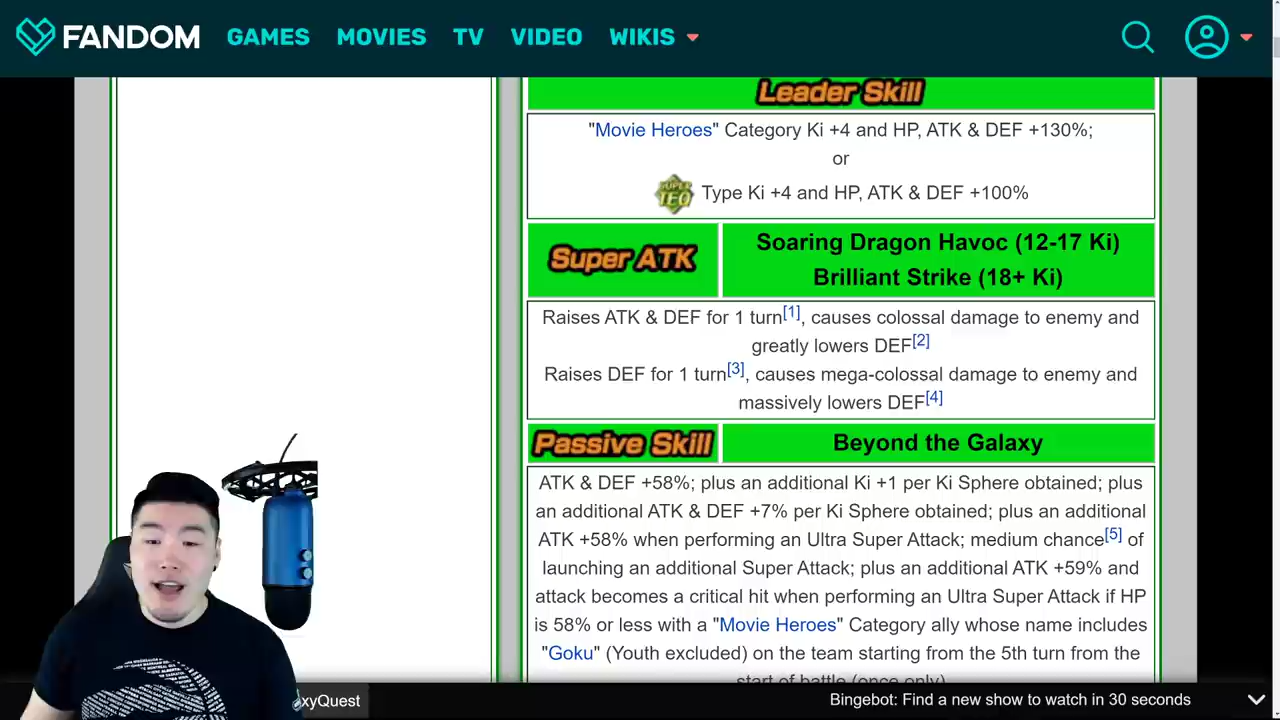 FANDOM GAMES MOVIES TV VIDEO WIKIS
Leader Skill
"Movie Heroes" Category Ki +4 and HP, ATK & DEF +130%;
or
SUPER TEQ Type Ki +4 and HP, ATK & DEF +100%
Super ATK
Soaring Dragon Havoc (12-17 Ki)
Brilliant Strike (18+ Ki)
Raises ATK & DEF for 1 turn[1], causes colossal damage to enemy and
greatly lowers DEF[2]
Raises DEF for 1 turn[3], causes mega-colossal damage to enemy and
massively lowers DEF[4]
Passive Skill
Beyond the Galaxy
ATK & DEF +58%; plus an additional Ki +1 per Ki Sphere obtained; plus
an additional ATK & DEF +7% per Ki Sphere obtained; plus an additional
ATK +58% when performing an Ultra Super Attack; medium chance[5] of
launching an additional Super Attack; plus an additional ATK +59% and
attack becomes a critical hit when performing an Ultra Super Attack if HP
is 58% or less with a "Movie Heroes" Category ally whose name includes
"Goku" (Youth excluded) on the team starting from the 5th turn from the
start of battle (once only)
xyQuest
Bingebot: Find a new show to watch in 30 seconds